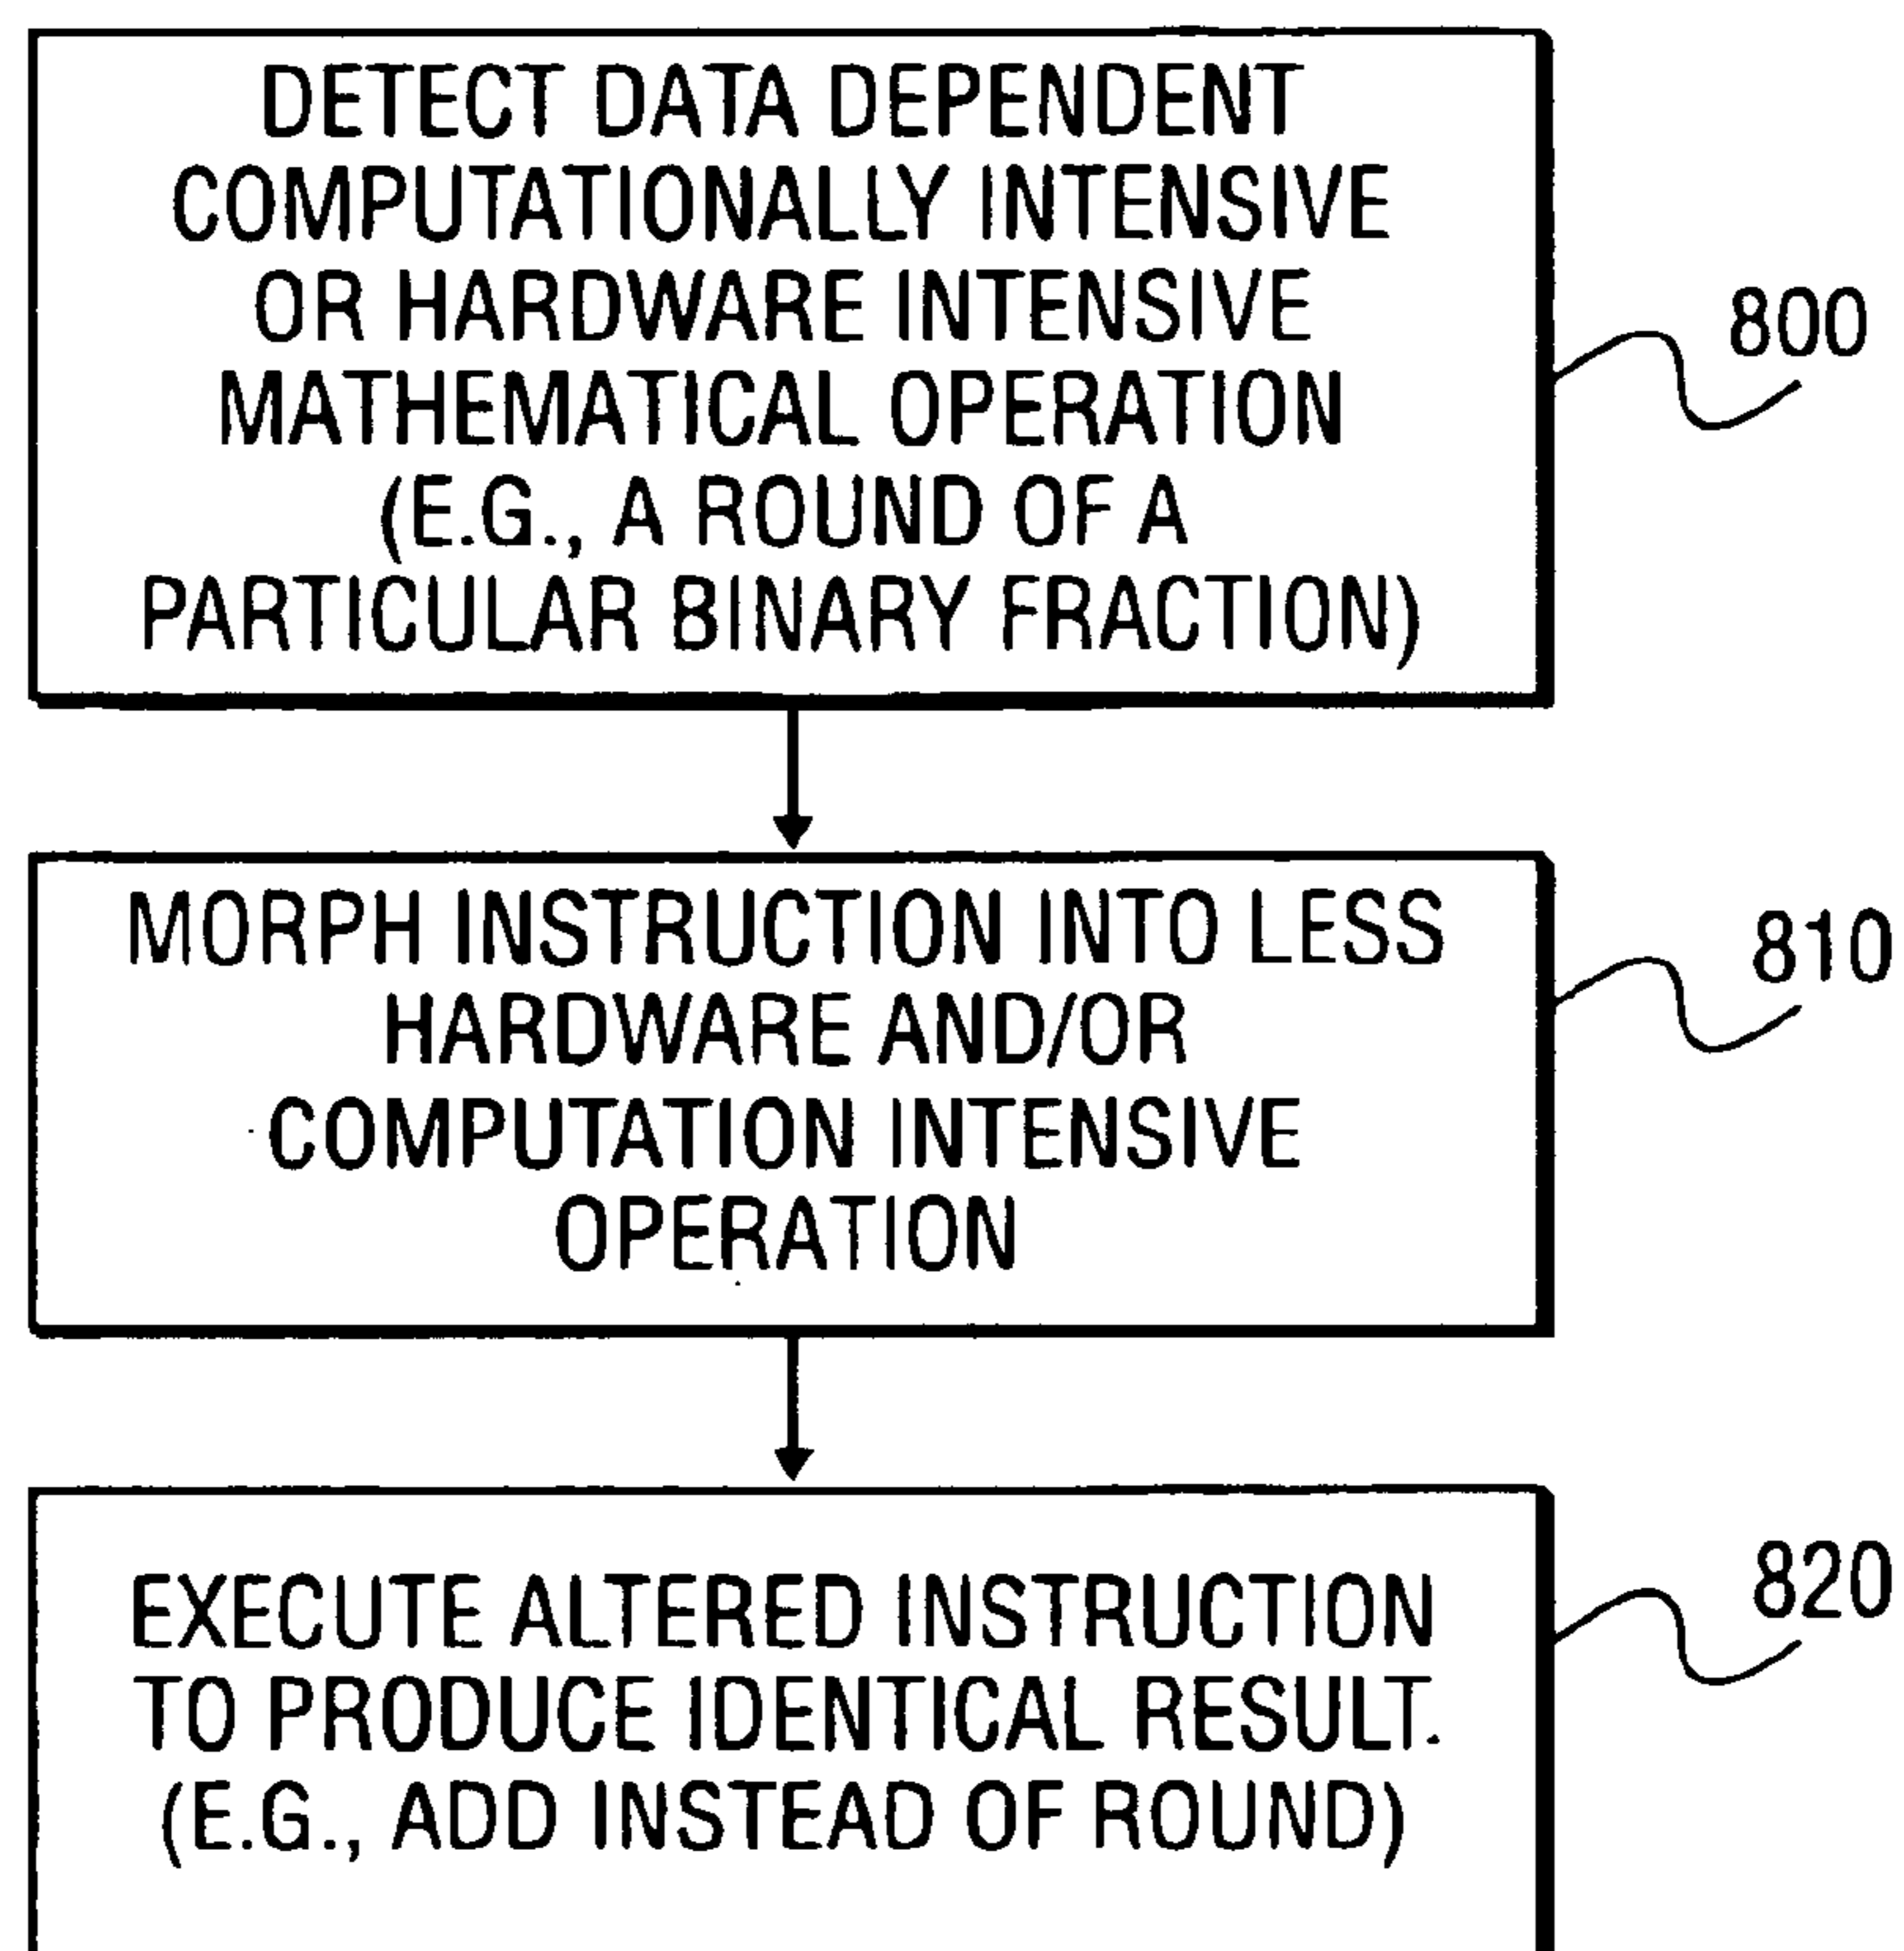 DETECT DATA DEPENDENT
COMPUTATIONALLY INTENSIVE
OR HARDWARE INTENSIVE
MATHEMATICAL OPERATION
(E.G., A ROUND OF A
PARTICULAR BINARY FRACTION)
800
MORPH INSTRUCTION INTO LESS
HARDWARE AND/OR
COMPUTATION INTENSIVE
OPERATION
810
EXECUTE ALTERED INSTRUCTION
TO PRODUCE IDENTICAL RESULT.
(E.G., ADD INSTEAD OF ROUND)
820